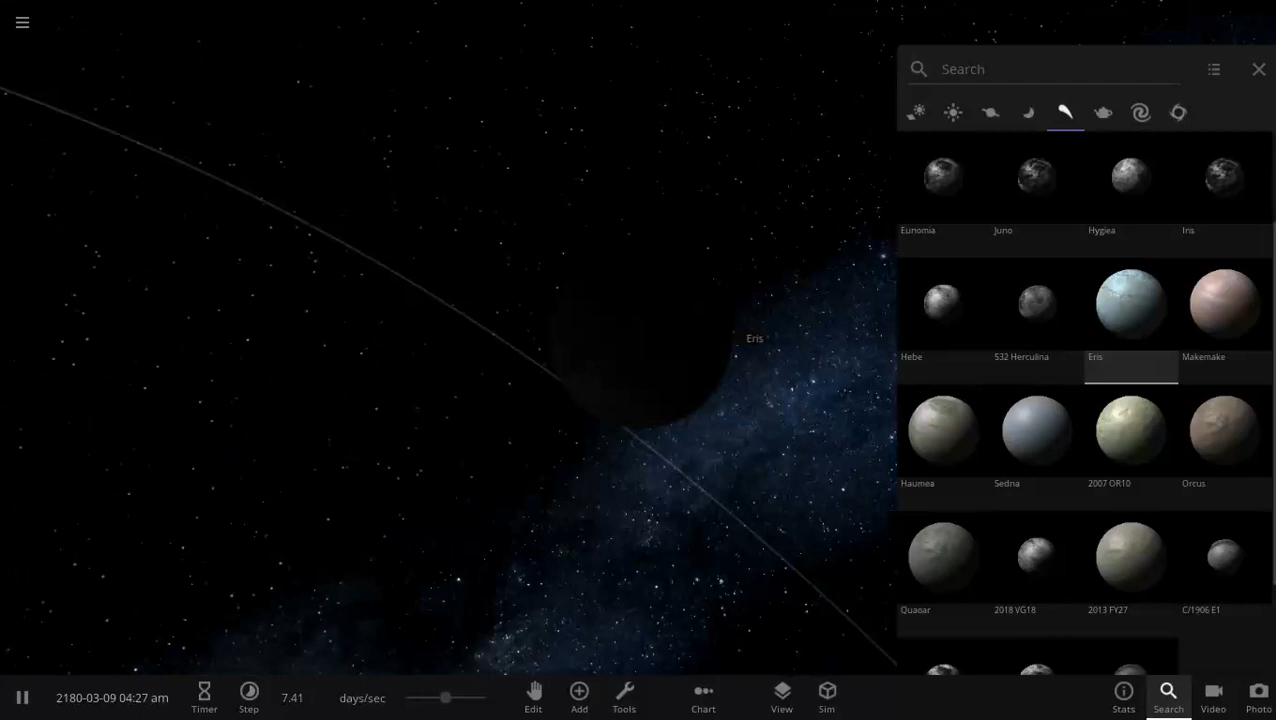 Search
Eunomia Juno Hygiea Iris
Eris
Hebe 532 Herculina Eris Makemake
Haumea Sedna 2007 OR10 Orcus
Quaoar 2018 VG18 2013 FY27 C/1906 E1
2180-03-09 04:27 am Timer Step 7.41 days/sec Edit Add Tools Chart View Sim Stats Search Video Photo